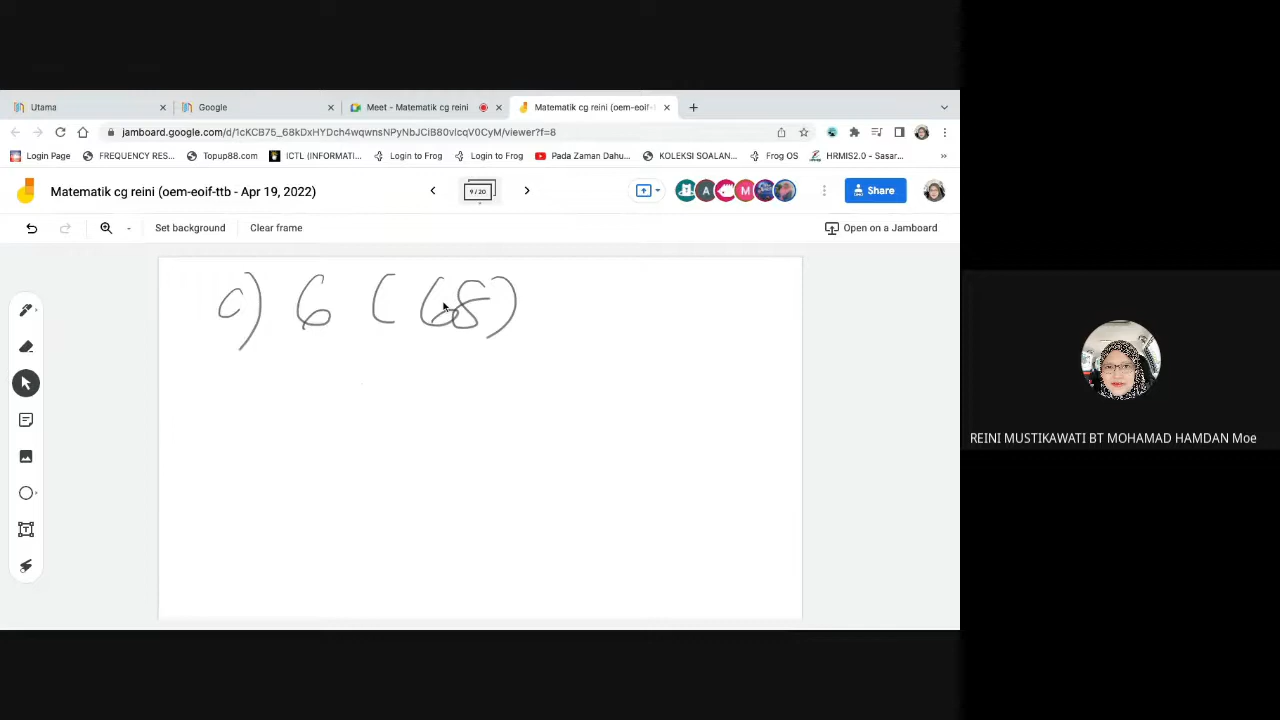 Utama
Google
Meet - Matematik cg reini
Matematik cg reini (oem-eoif-t
jamboard.google.com/d/1cKCB75_68kDxHYDch4wqwnsNPyNbJCiB80vIcqV0CyM/viewer?f=8
Login Page
FREQUENCY RES...
Topup88.com
ICTL (INFORMATI...
Login to Frog
Login to Frog
Pada Zaman Dahu...
KOLEKSI SOALAN...
Frog OS
HRMIS2.0 - Sasar...
»
Matematik cg reini (oem-eoif-ttb - Apr 19, 2022)
9 / 20
A
M
Share
Set background
Clear frame
Open on a Jamboard
c) 6 ( 68)
REINI MUSTIKAWATI BT MOHAMAD HAMDAN Moe